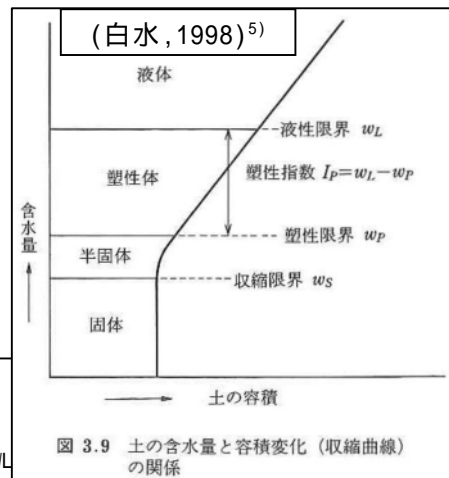 (白水,1998)5)
液体
液性限界 wL
塑性体
塑性指数 IP=wL−wP
含水量
塑性限界 wP
半固体
収縮限界 wS
固体
土の容積
図 3.9 土の含水量と容積変化（収縮曲線）
の関係